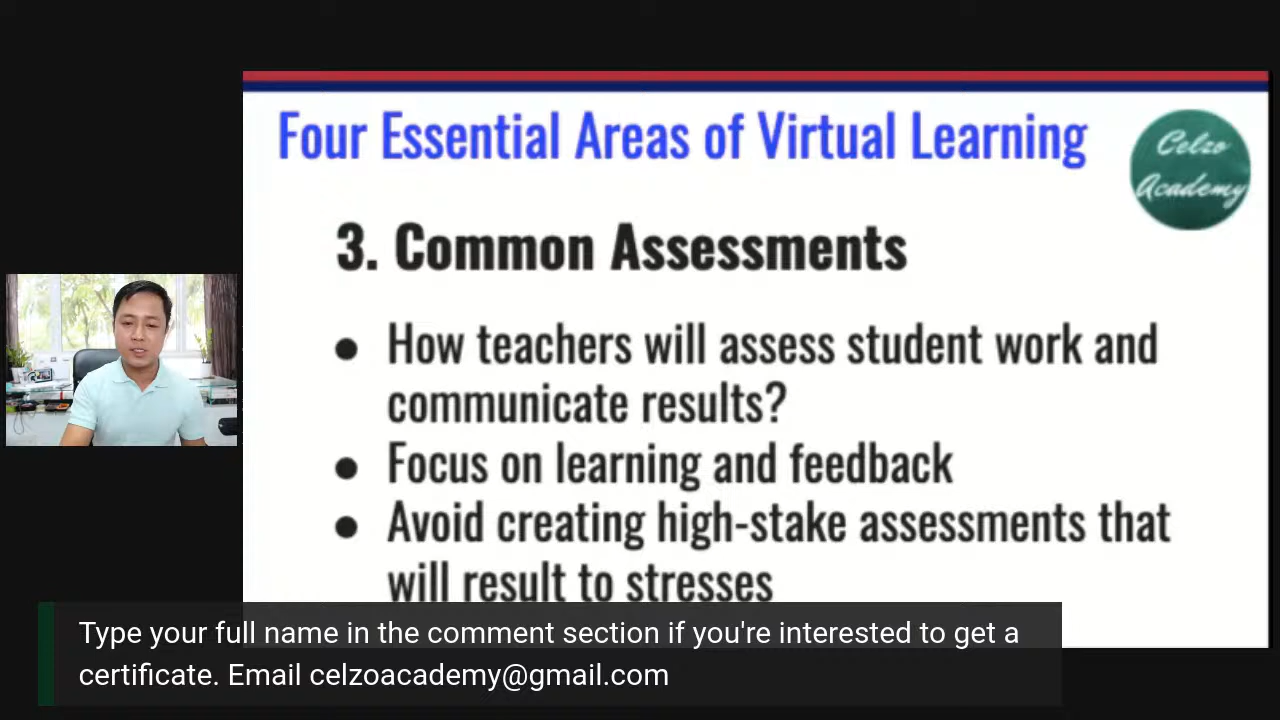 Four Essential Areas of Virtual Learning
Celzo
Academy
3. Common Assessments
● How teachers will assess student work and
communicate results?
● Focus on learning and feedback
● Avoid creating high-stake assessments that
will result to stresses
Type your full name in the comment section if you're interested to get a
certificate. Email celzoacademy@gmail.com